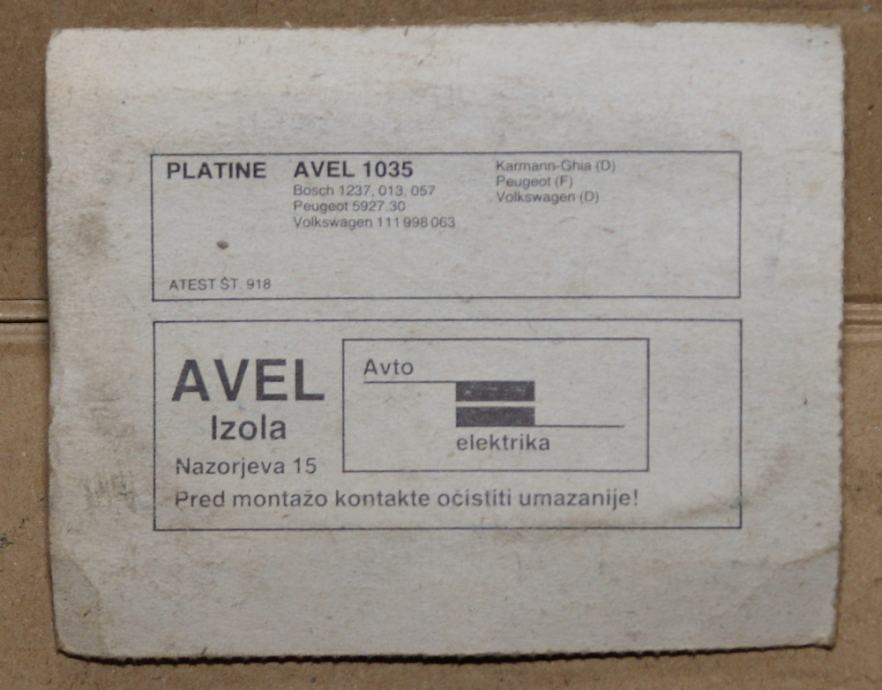 PLATINE AVEL 1035
Bosch 1237, 013, 057
Peugeot 5927.30
Volkswagen 111 998 063
Karmann-Ghia (D)
Peugeot (F)
Volkswagen (D)
ATEST ŠT. 918
AVEL
Izola
Nazorjeva 15
Avto
elektrika
Pred montažo kontakte očistiti umazanije!